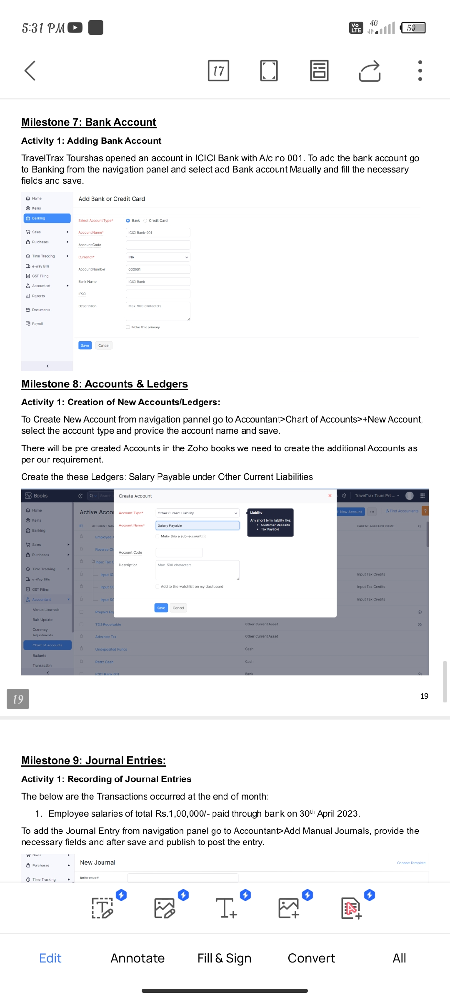 5:31 PM
Vo LTE 4G 50
17
Milestone 7: Bank Account
Activity 1: Adding Bank Account
TravelTrax Tourshas opened an account in ICICI Bank with A/c no 001. To add the bank account go
to Banking from the navigation panel and select add Bank account Maually and fill the necessary
fields and save.
Home
Items
Banking
Sales
Purchases
Time Tracking
e-Way Bills
GST Filing
Accountant
Reports
Documents
Payroll
Add Bank or Credit Card
Select Account Type* Bank Credit Card
Account Name* ICICI Bank-001
Account Code
Currency* INR
Account Number 000001
Bank Name ICICI Bank
IFSC
Description Max. 500 characters
Make this primary
Save Cancel
Milestone 8: Accounts & Ledgers
Activity 1: Creation of New Accounts/Ledgers:
To Create New Account from navigation pannel go to Accountant>Chart of Accounts>+New Account,
select the account type and provide the account name and save.
There will be pre created Accounts in the Zoho books we need to create the additional Accounts as
per our requirement.
Create the these Ledgers: Salary Payable under Other Current Liabilities
Books Search TravelTrax Tours Pvt ...
Home
Items
Banking
Sales
Purchases
Time Tracking
e-Way Bills
GST Filing
Accountant
Manual Journals
Bulk Update
Currency
Adjustments
Chart of Accounts
Budgets
Transaction
Active Acco + New Account ... Find Accountants ?
ACCOUNT NAM PARENT ACCOUNT NAME
Employee A
Reverse Ch
Input Tax C
Input IG Input Tax Credits
Input CG Input Tax Credits
Input SG Input Tax Credits
Prepaid Exp
TDS Receivable Other Current Asset
Advance Tax Other Current Asset
Undeposited Funds Cash
Petty Cash Cash
ICICI Bank 001 Bank
Create Account
Account Type* Other Current Liability
Account Name* Salary Payable
Make this a sub-account
Account Code
Description Max. 500 characters
Add to the watchlist on my dashboard
Save Cancel
Liability
Any short term liablity like:
• Customer Deposits
• Tax Payable
19
19
Milestone 9: Journal Entries:
Activity 1: Recording of Journal Entries
The below are the Transactions occurred at the end of month:
1. Employee salaries of total Rs.1,00,000/- paid through bank on 30th April 2023.
To add the Journal Entry from navigation panel go to Accountant>Add Manual Journals, provide the
necessary fields and after save and publish to post the entry.
Sales
Purchases
Time Tracking
New Journal Choose Template
Reference#
Edit Annotate Fill & Sign Convert All